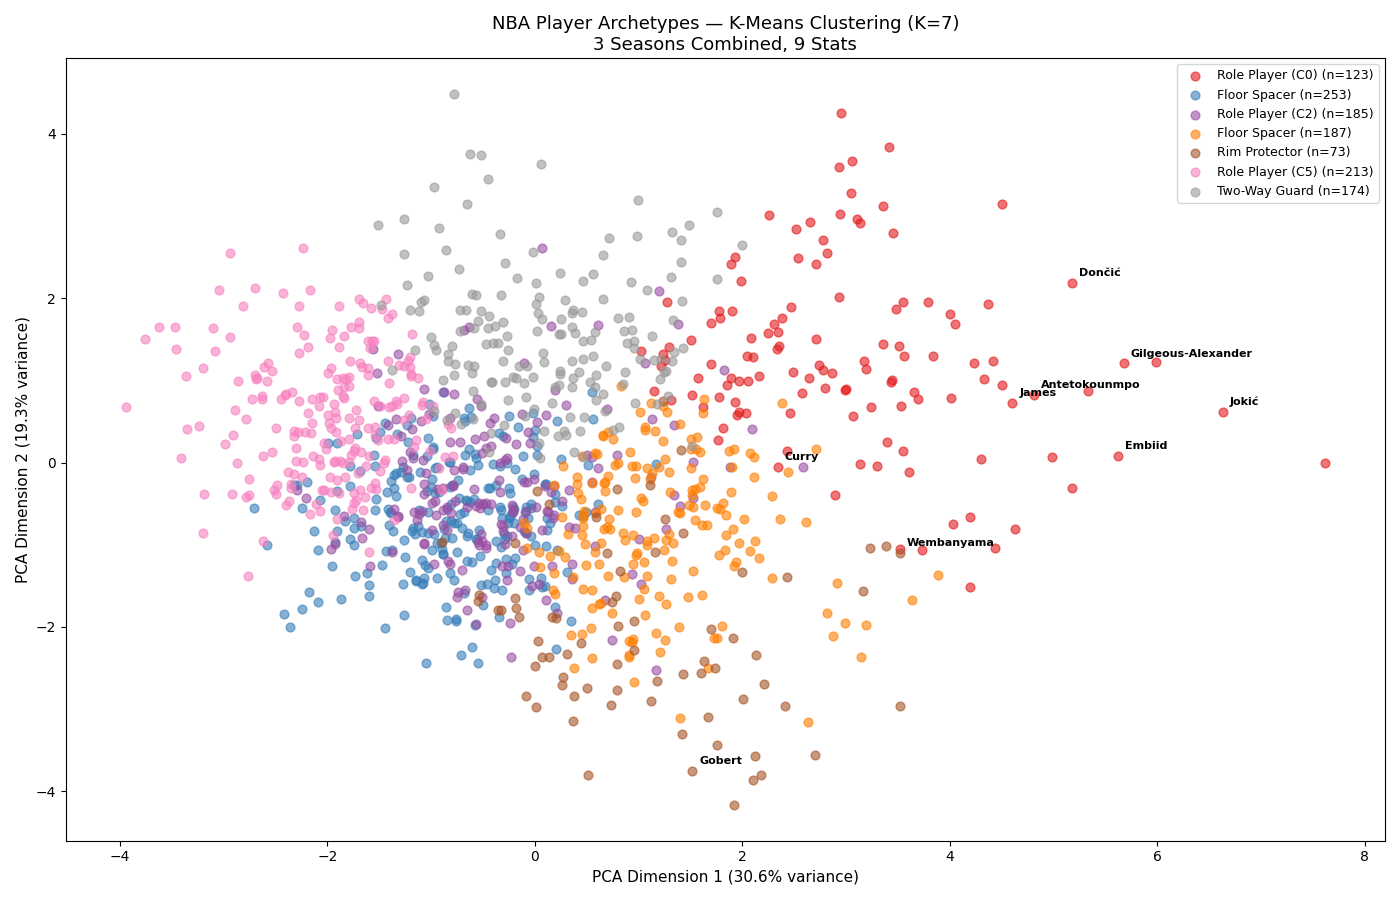 NBA Player Archetypes — K-Means Clustering (K=7)
3 Seasons Combined, 9 Stats
Role Player (C0) (n=123)
Floor Spacer (n=253)
Role Player (C2) (n=185)
Floor Spacer (n=187)
Rim Protector (n=73)
Role Player (C5) (n=213)
Two-Way Guard (n=174)
Dončić
Gilgeous-Alexander
Antetokounmpo
James
Jokić
Embiid
Curry
Wembanyama
Gobert
4
2
0
−2
−4
PCA Dimension 2 (19.3% variance)
−4 −2 0 2 4 6 8
PCA Dimension 1 (30.6% variance)